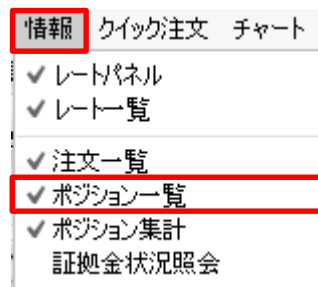 情報 クイック注文 チャート
レートパネル
レート一覧
注文一覧
ポジション一覧
ポジション集計
証拠金状況照会